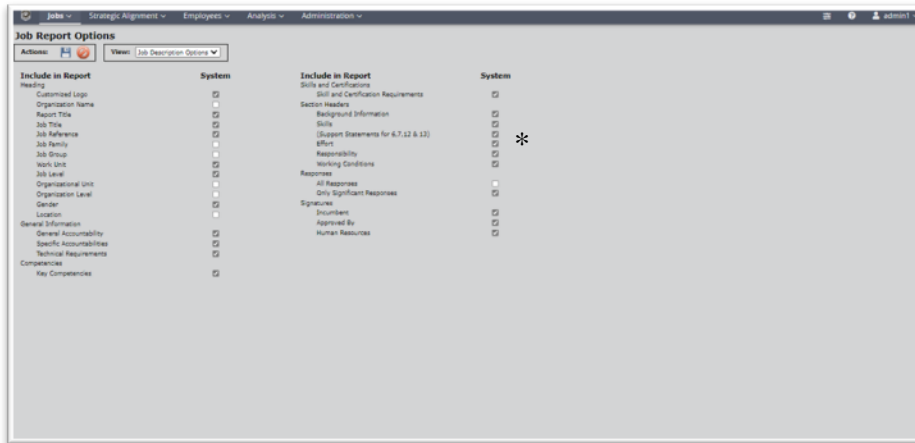 Jobs Strategic Alignment Employees Analysis Administration admin1
Job Report Options
Actions: View: Job Description Options
Include in Report System
Heading
Customized Logo
Organization Name
Report Title
Job Title
Job Reference
Job Family
Job Group
Work Unit
Job Level
Organizational Unit
Organization Level
Gender
Location
General Information
General Accountability
Specific Accountabilities
Technical Requirements
Competencies
Key Competencies
Include in Report System
Skills and Certifications
Skill and Certification Requirements
Section Headers
Background Information
Skills
(Support Statements for 6,7,12 & 13)
Effort
*
Responsibility
Working Conditions
Responses
All Responses
Only Significant Responses
Signatures
Incumbent
Approved By
Human Resources